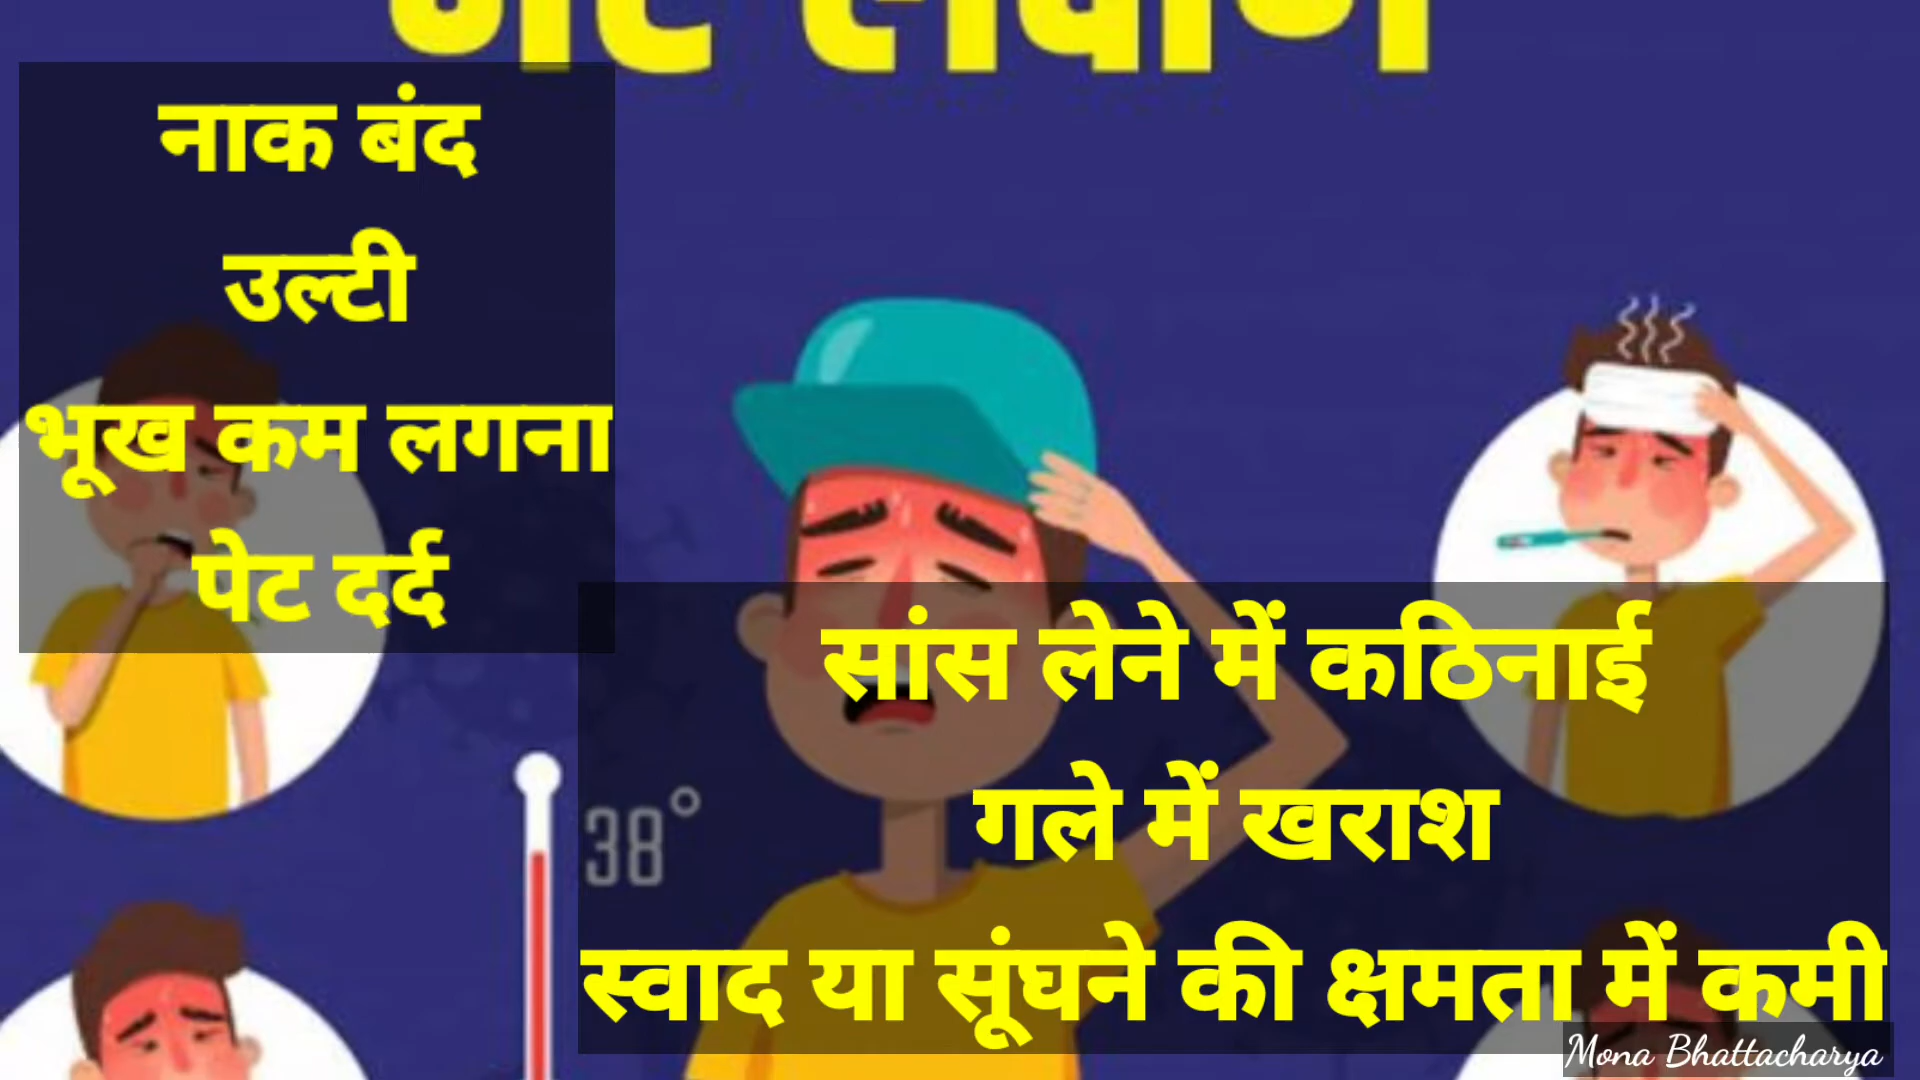 नाक बंद
उल्टी
भूख कम लगना
पेट दर्द
38°
सांस लेने में कठिनाई
गले में खराश
स्वाद या सूंघने की क्षमता में कमी
Mona Bhattacharya